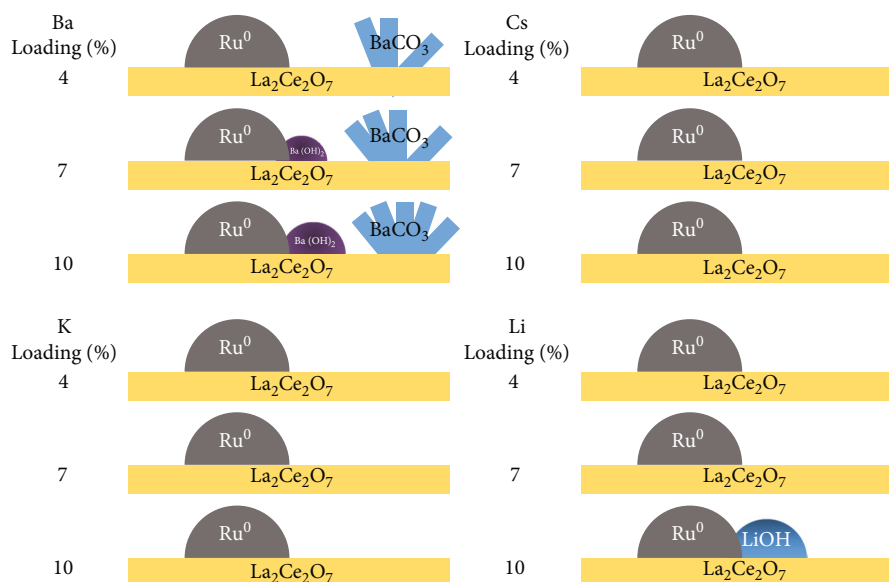 Ba
Loading (%)
4
Ru⁰
BaCO₃
La₂Ce₂O₇
7
Ru⁰
Ba (OH)₂
BaCO₃
La₂Ce₂O₇
10
Ru⁰
Ba (OH)₂
BaCO₃
La₂Ce₂O₇
Cs
Loading (%)
4
Ru⁰
La₂Ce₂O₇
7
Ru⁰
La₂Ce₂O₇
10
Ru⁰
La₂Ce₂O₇
K
Loading (%)
4
Ru⁰
La₂Ce₂O₇
7
Ru⁰
La₂Ce₂O₇
10
Ru⁰
La₂Ce₂O₇
Li
Loading (%)
4
Ru⁰
La₂Ce₂O₇
7
Ru⁰
La₂Ce₂O₇
10
Ru⁰
LiOH
La₂Ce₂O₇